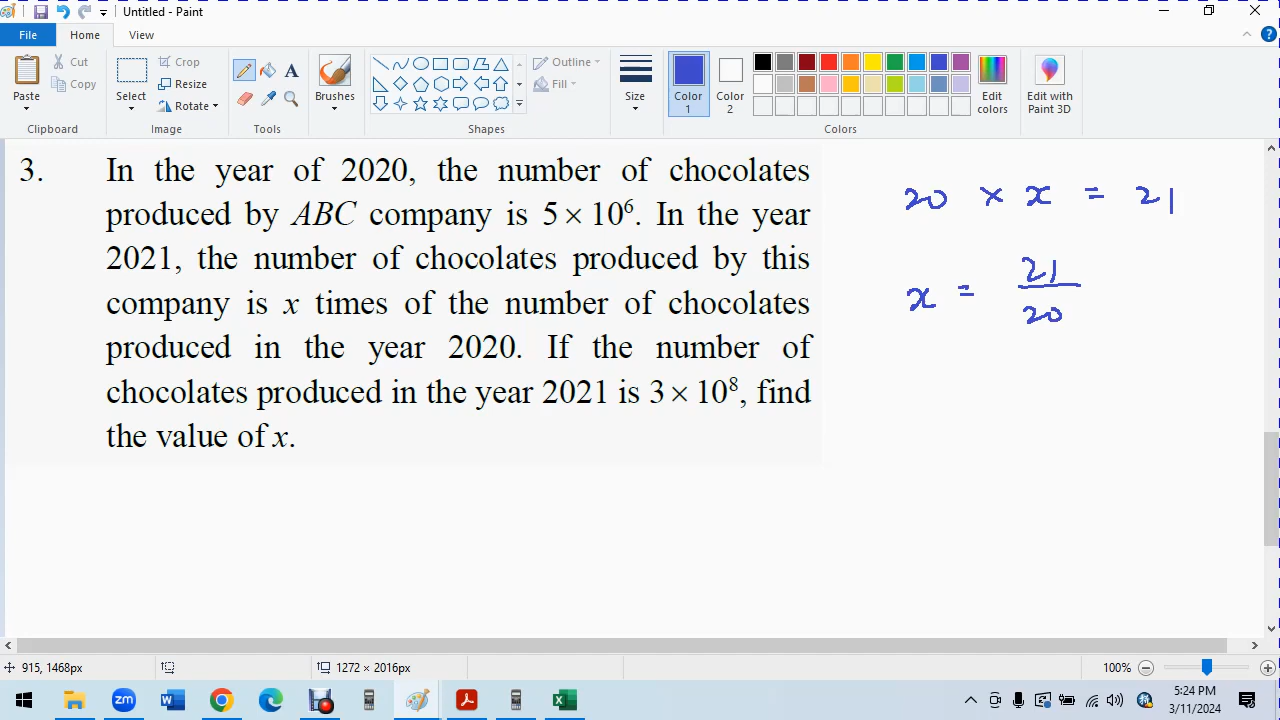 Untitled - Paint
File
Home
View
Paste
Cut
Copy
Clipboard
Select
Crop
Resize
Rotate
Image
A
Tools
Brushes
Shapes
Outline
Fill
Size
Color 1
Color 2
Edit colors
Colors
Edit with Paint 3D
3. In the year of 2020, the number of chocolates
produced by ABC company is 5 × 10⁶. In the year
2021, the number of chocolates produced by this
company is x times of the number of chocolates
produced in the year 2020. If the number of
chocolates produced in the year 2021 is 3 × 10⁸, find
the value of x.
20 × x = 21
x = 21/20
915, 1468px
1272 × 2016px
100%
zm
5:24 PM
3/11/2024